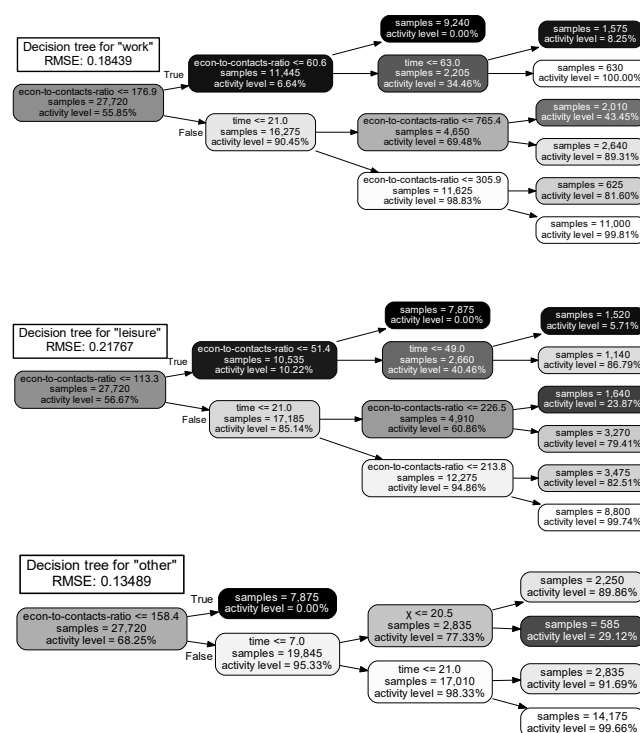 Decision tree for "work"
RMSE: 0.18439
econ-to-contacts-ratio <= 176.9
samples = 27,720
activity level = 55.85%
True
False
econ-to-contacts-ratio <= 60.6
samples = 11,445
activity level = 6.64%
time <= 21.0
samples = 16,275
activity level = 90.45%
samples = 9,240
activity level = 0.00%
time <= 63.0
samples = 2,205
activity level = 34.46%
econ-to-contacts-ratio <= 765.4
samples = 4,650
activity level = 69.48%
econ-to-contacts-ratio <= 305.9
samples = 11,625
activity level = 98.83%
samples = 1,575
activity level = 8.25%
samples = 630
activity level = 100.00%
samples = 2,010
activity level = 43.45%
samples = 2,640
activity level = 89.31%
samples = 625
activity level = 81.60%
samples = 11,000
activity level = 99.81%
Decision tree for "leisure"
RMSE: 0.21767
econ-to-contacts-ratio <= 113.3
samples = 27,720
activity level = 56.67%
True
False
econ-to-contacts-ratio <= 51.4
samples = 10,535
activity level = 10.22%
time <= 21.0
samples = 17,185
activity level = 85.14%
samples = 7,875
activity level = 0.00%
time <= 49.0
samples = 2,660
activity level = 40.46%
econ-to-contacts-ratio <= 226.5
samples = 4,910
activity level = 60.86%
econ-to-contacts-ratio <= 213.8
samples = 12,275
activity level = 94.86%
samples = 1,520
activity level = 5.71%
samples = 1,140
activity level = 86.79%
samples = 1,640
activity level = 23.87%
samples = 3,270
activity level = 79.41%
samples = 3,475
activity level = 82.51%
samples = 8,800
activity level = 99.74%
Decision tree for "other"
RMSE: 0.13489
econ-to-contacts-ratio <= 158.4
samples = 27,720
activity level = 68.25%
True
False
samples = 7,875
activity level = 0.00%
time <= 7.0
samples = 19,845
activity level = 95.33%
χ <= 20.5
samples = 2,835
activity level = 77.33%
time <= 21.0
samples = 17,010
activity level = 98.33%
samples = 2,250
activity level = 89.86%
samples = 585
activity level = 29.12%
samples = 2,835
activity level = 91.69%
samples = 14,175
activity level = 99.66%